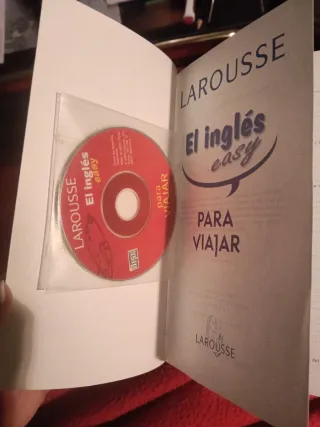 LAROUSSE
El inglés
easy
para
VIAJAR
LAROUSSE
El inglés
easy
PARA
VIAJAR
LAROUSSE